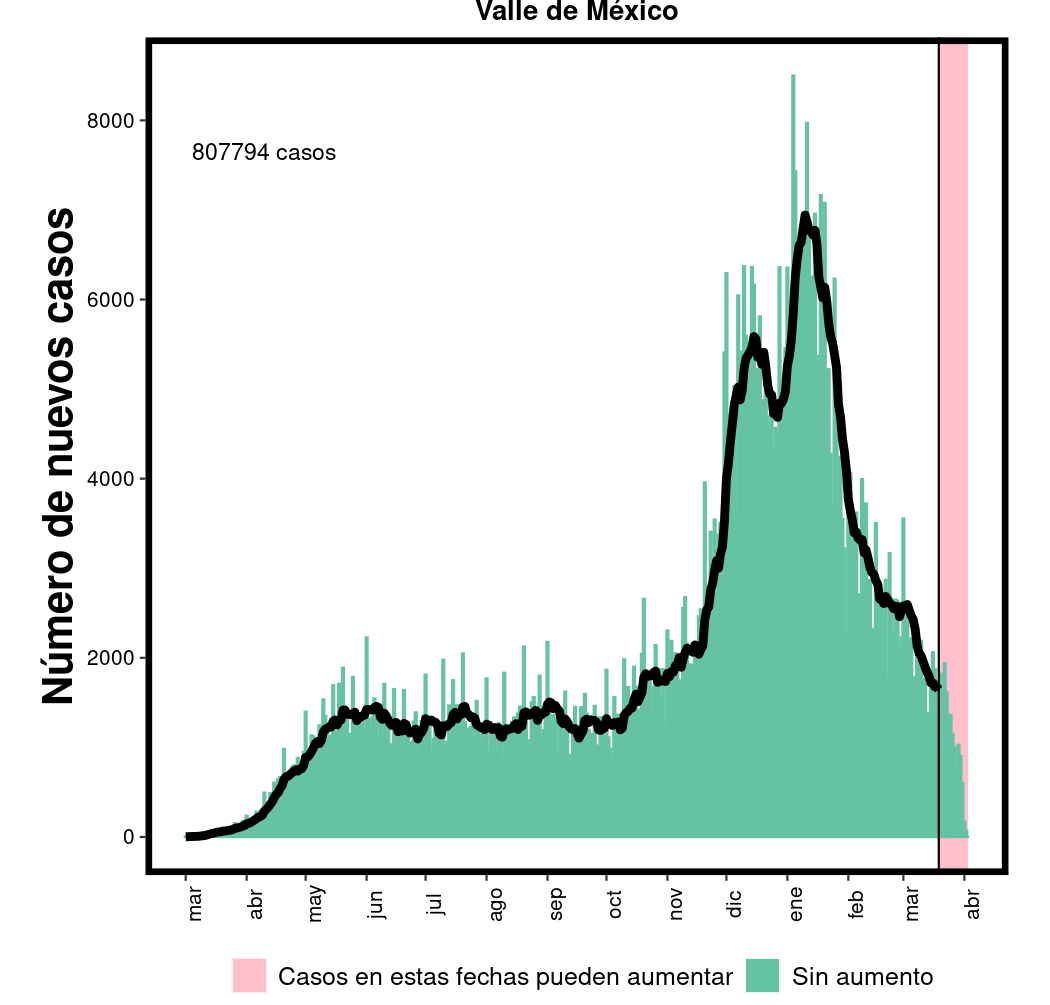 Valle de México
Número de nuevos casos
8000
6000
4000
2000
0
807794 casos
mar
abr
may
jun
jul
ago
sep
oct
nov
dic
ene
feb
mar
abr
Casos en estas fechas pueden aumentar
Sin aumento